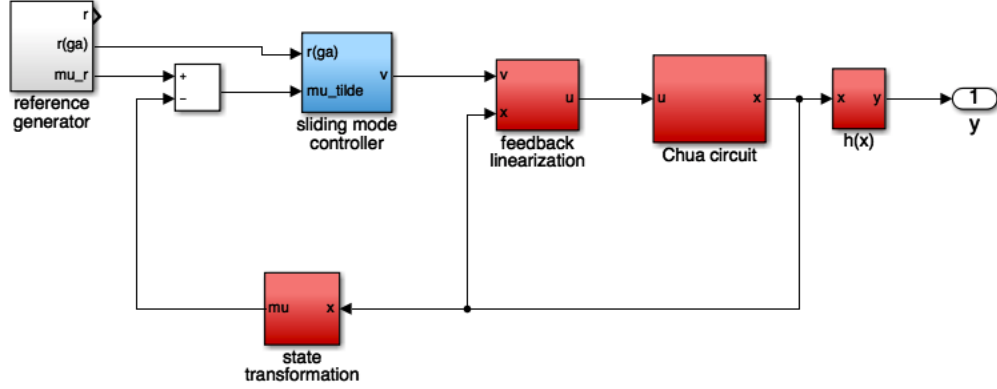 r
r(ga)
mu_r
reference
generator
+
−
r(ga)
mu_tilde
v
sliding mode
controller
v
x
u
feedback
linearization
u
x
Chua circuit
x
y
h(x)
1
y
mu
x
state
transformation